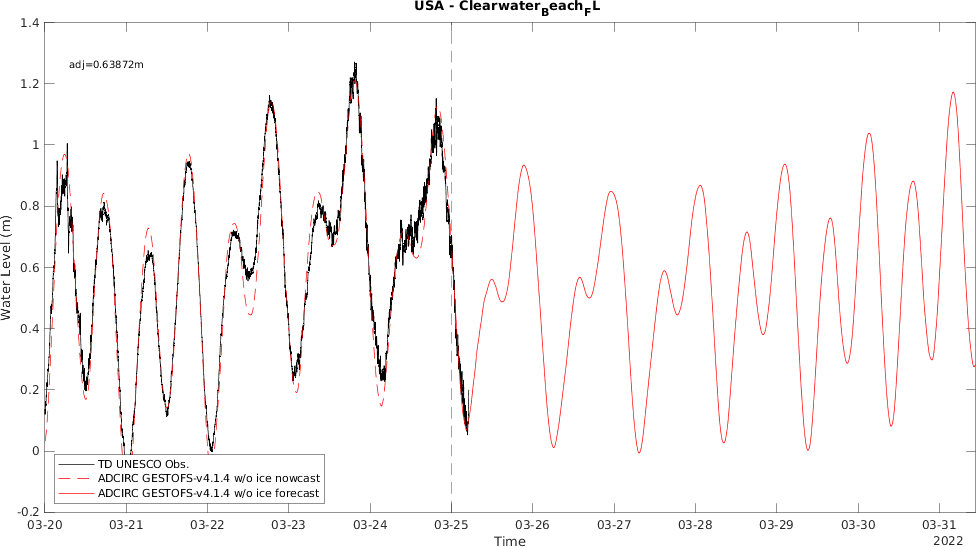 USA - ClearwaterBeachFL
1.4
1.2
1
0.8
0.6
0.4
0.2
0
-0.2
Water Level (m)
adj=0.63872m
TD UNESCO Obs.
ADCIRC GESTOFS-v4.1.4 w/o ice nowcast
ADCIRC GESTOFS-v4.1.4 w/o ice forecast
03-20 03-21 03-22 03-23 03-24 03-25 03-26 03-27 03-28 03-29 03-30 03-31
Time
2022